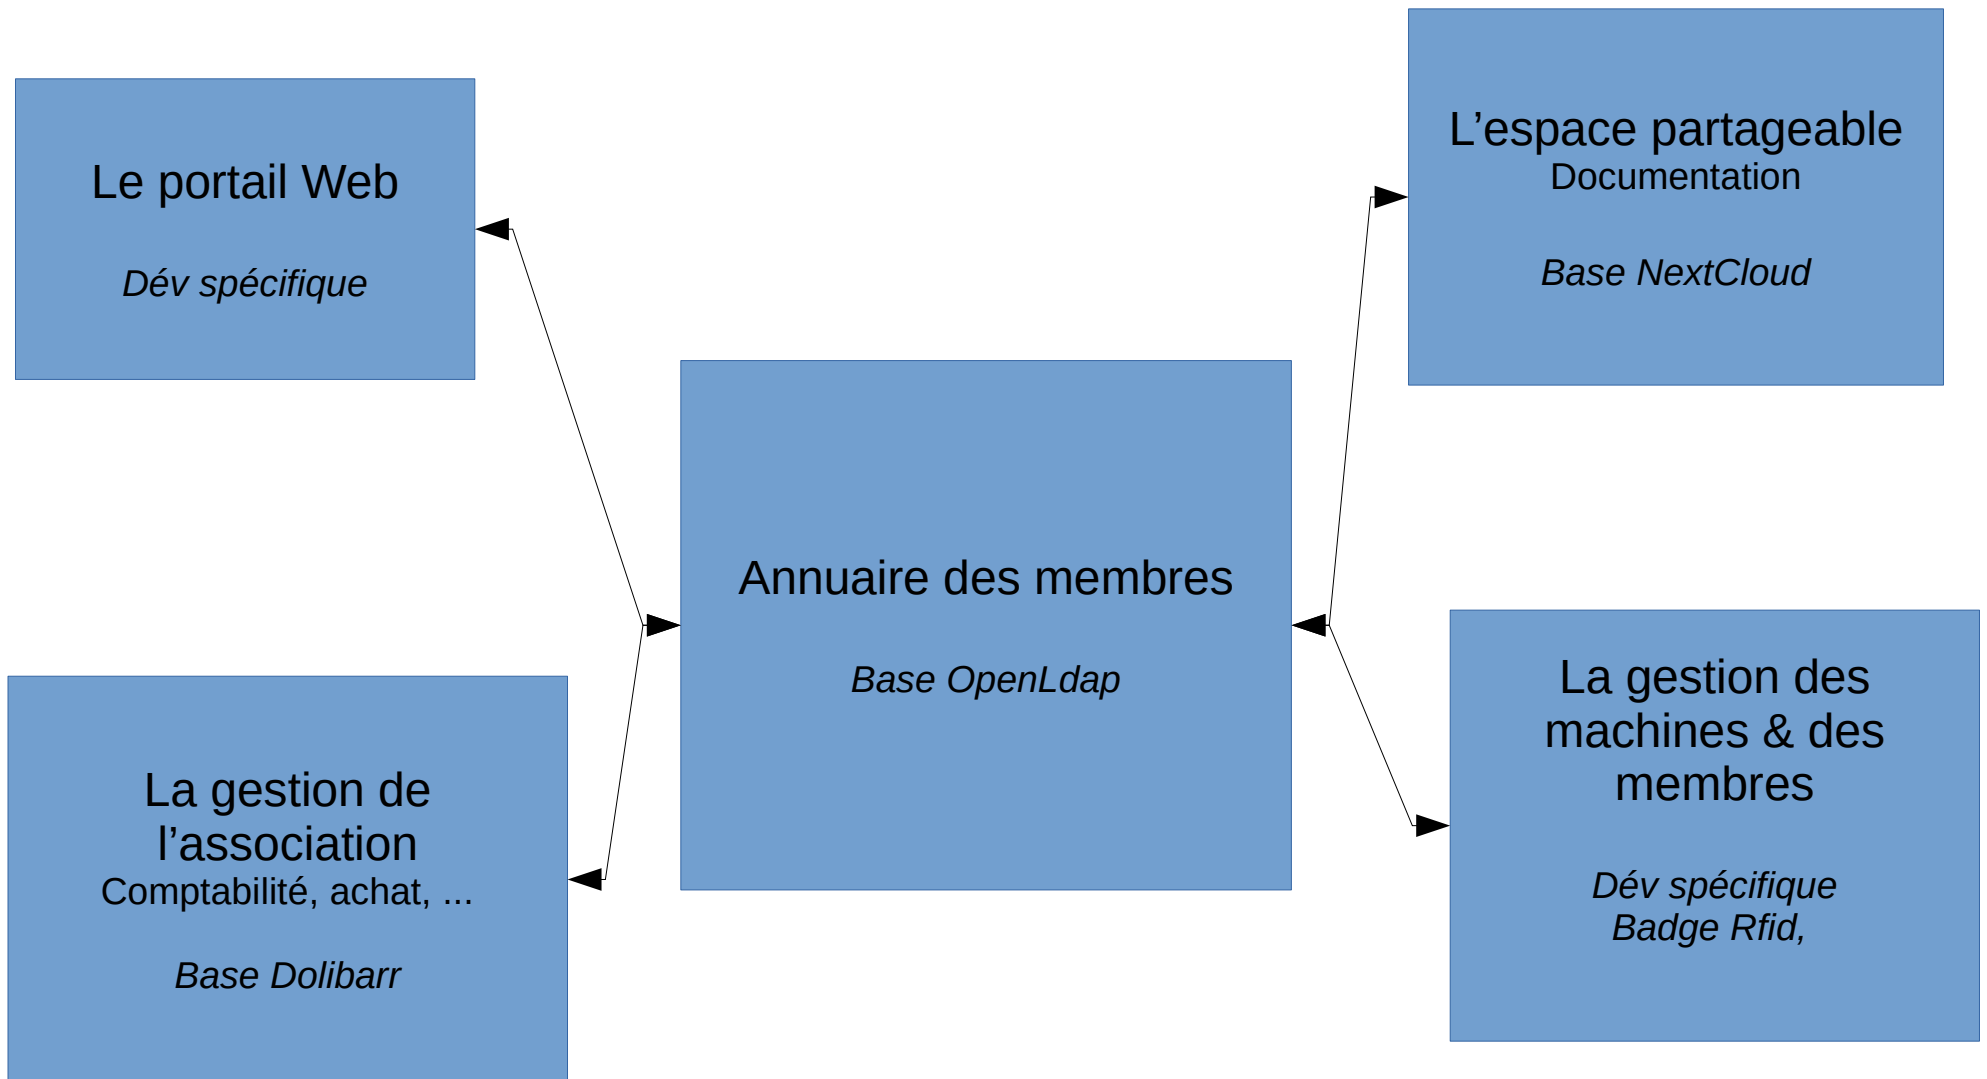 Le portail Web
Dév spécifique
L’espace partageable
Documentation
Base NextCloud
Annuaire des membres
Base OpenLdap
La gestion de
l’association
Comptabilité, achat, ...
Base Dolibarr
La gestion des
machines & des
membres
Dév spécifique
Badge Rfid,